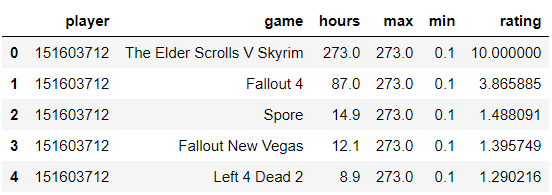 player game hours max min rating
0 151603712 The Elder Scrolls V Skyrim 273.0 273.0 0.1 10.000000
1 151603712 Fallout 4 87.0 273.0 0.1 3.865885
2 151603712 Spore 14.9 273.0 0.1 1.488091
3 151603712 Fallout New Vegas 12.1 273.0 0.1 1.395749
4 151603712 Left 4 Dead 2 8.9 273.0 0.1 1.290216